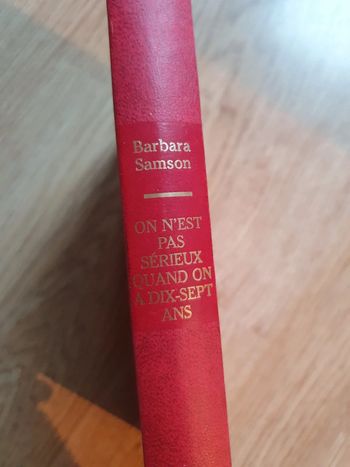 Barbara
Samson
ON N'EST
PAS
SÉRIEUX
QUAND ON
A DIX-SEPT
ANS